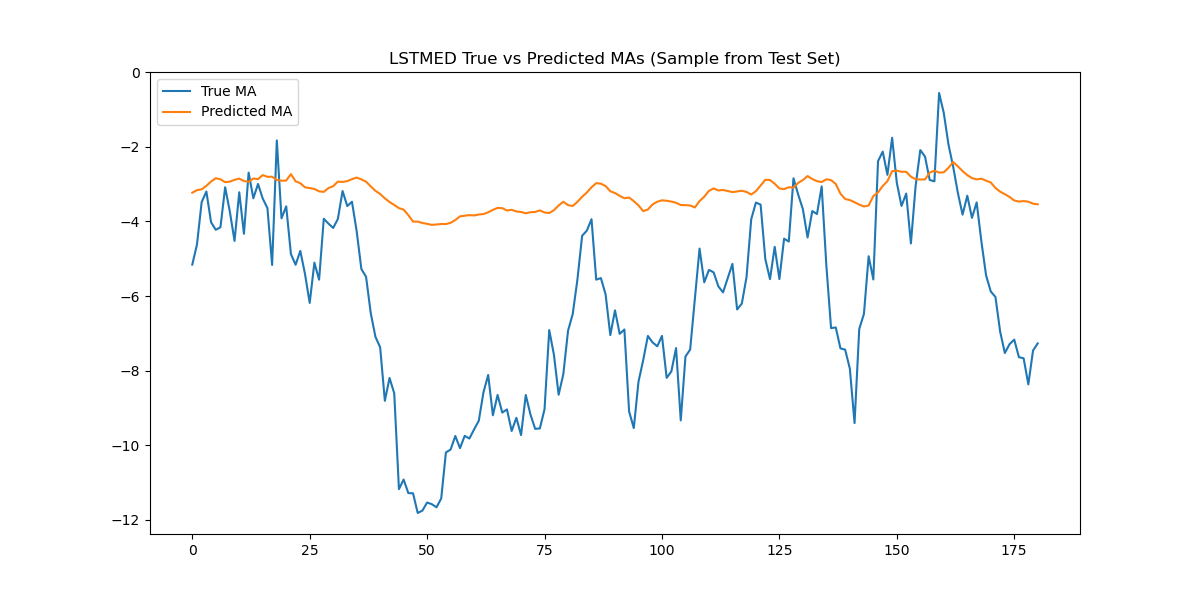 LSTMED True vs Predicted MAs (Sample from Test Set)
True MA
Predicted MA
0
−2
−4
−6
−8
−10
−12
0 25 50 75 100 125 150 175